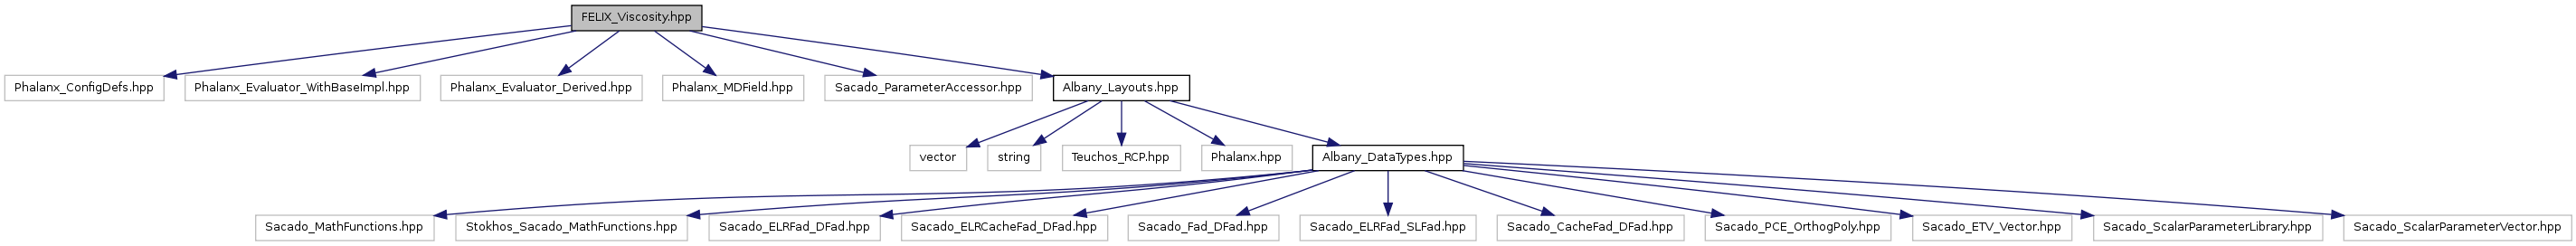 FELIX_Viscosity.hpp
Phalanx_ConfigDefs.hpp
Phalanx_Evaluator_WithBaseImpl.hpp
Phalanx_Evaluator_Derived.hpp
Phalanx_MDField.hpp
Sacado_ParameterAccessor.hpp
Albany_Layouts.hpp
vector
string
Teuchos_RCP.hpp
Phalanx.hpp
Albany_DataTypes.hpp
Sacado_MathFunctions.hpp
Stokhos_Sacado_MathFunctions.hpp
Sacado_ELRFad_DFad.hpp
Sacado_ELRCacheFad_DFad.hpp
Sacado_Fad_DFad.hpp
Sacado_ELRFad_SLFad.hpp
Sacado_CacheFad_DFad.hpp
Sacado_PCE_OrthogPoly.hpp
Sacado_ETV_Vector.hpp
Sacado_ScalarParameterLibrary.hpp
Sacado_ScalarParameterVector.hpp